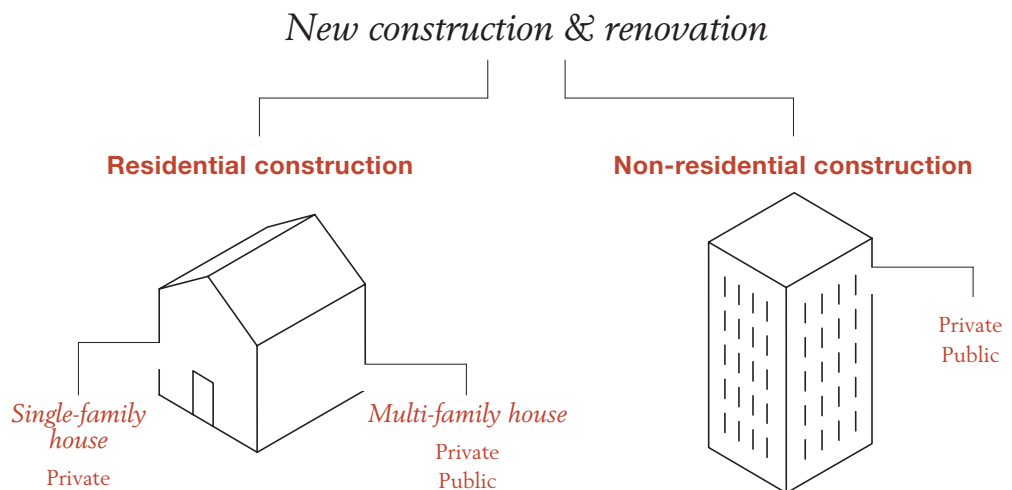 New construction & renovation
Residential construction
Non-residential construction
Single-family
house
Private
Multi-family house
Private
Public
Private
Public